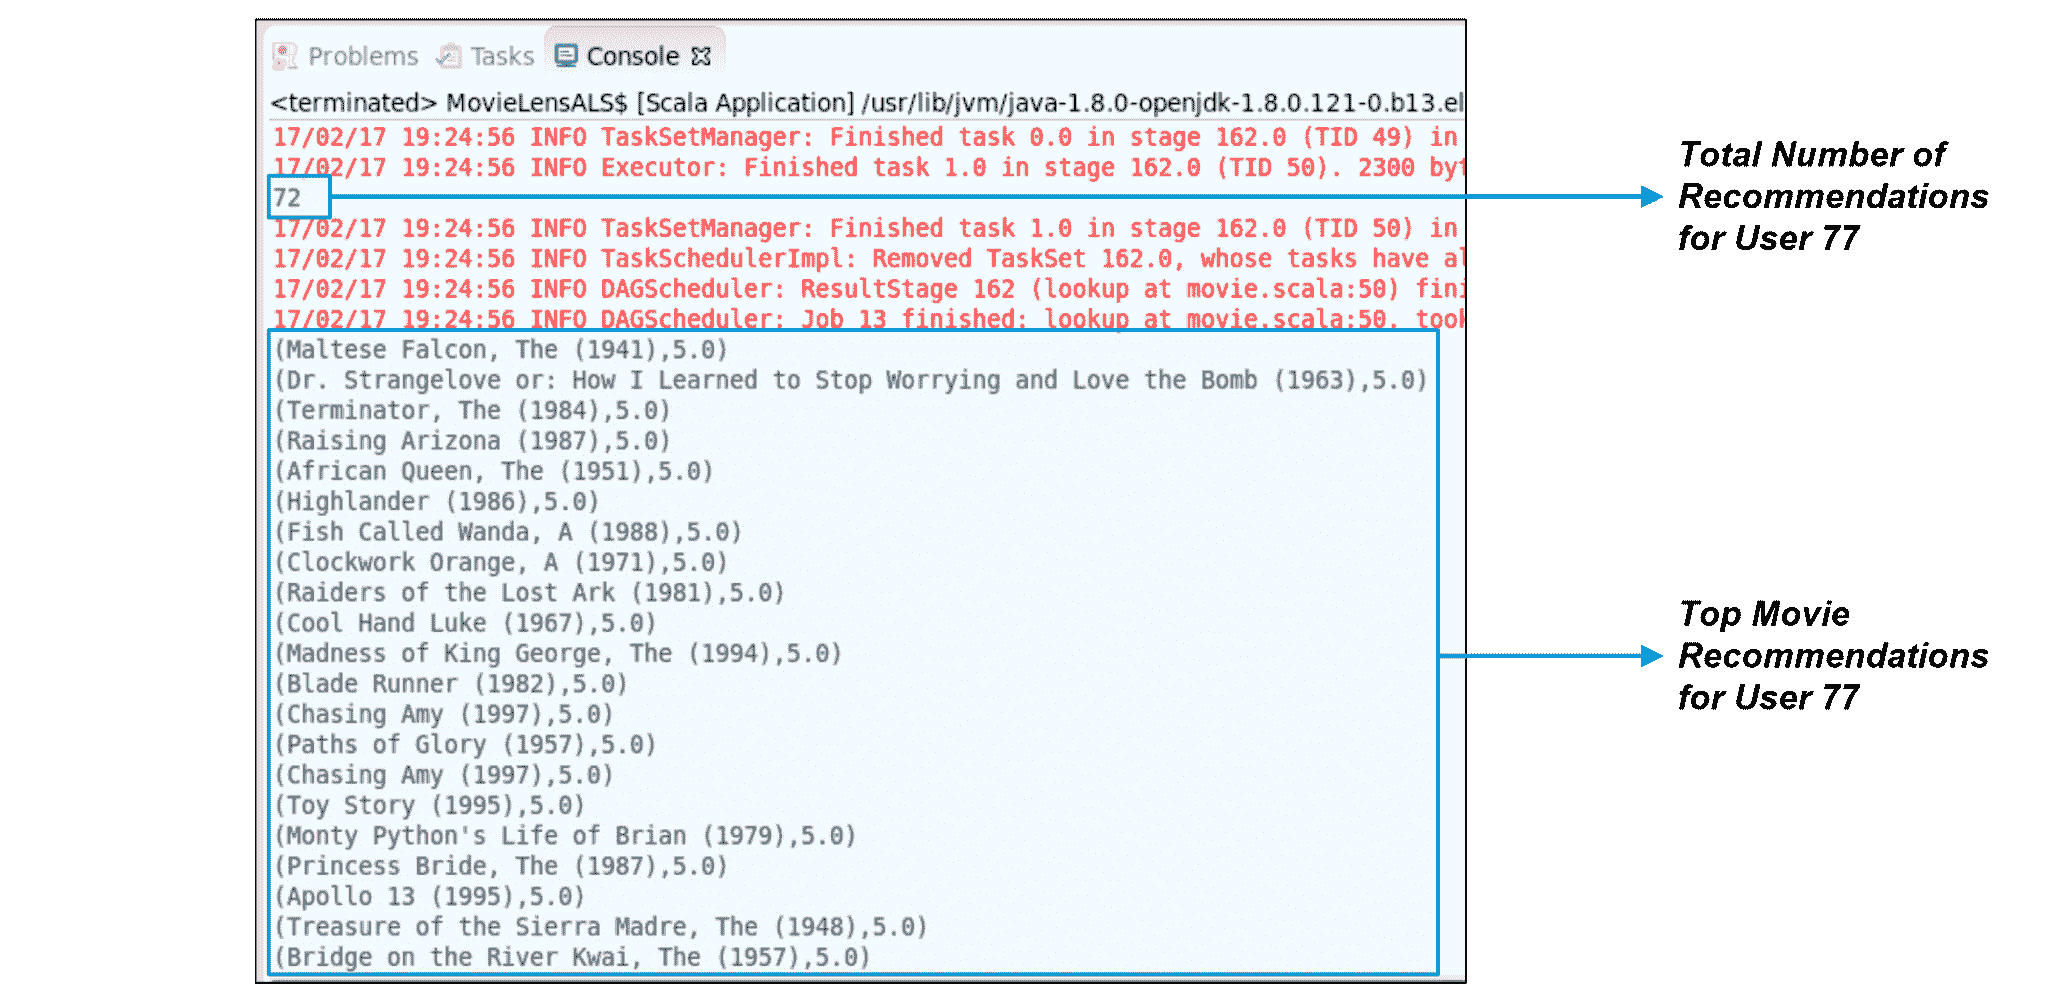 Problems Tasks Console
<terminated> MovieLensALS$ [Scala Application] /usr/lib/jvm/java-1.8.0-openjdk-1.8.0.121-0.b13.el
17/02/17 19:24:56 INFO TaskSetManager: Finished task 0.0 in stage 162.0 (TID 49) in
17/02/17 19:24:56 INFO Executor: Finished task 1.0 in stage 162.0 (TID 50). 2300 byt
72
17/02/17 19:24:56 INFO TaskSetManager: Finished task 1.0 in stage 162.0 (TID 50) in
17/02/17 19:24:56 INFO TaskSchedulerImpl: Removed TaskSet 162.0, whose tasks have al
17/02/17 19:24:56 INFO DAGScheduler: ResultStage 162 (lookup at movie.scala:50) fini
17/02/17 19:24:56 INFO DAGScheduler: Job 13 finished: lookup at movie.scala:50, took
(Maltese Falcon, The (1941),5.0)
(Dr. Strangelove or: How I Learned to Stop Worrying and Love the Bomb (1963),5.0)
(Terminator, The (1984),5.0)
(Raising Arizona (1987),5.0)
(African Queen, The (1951),5.0)
(Highlander (1986),5.0)
(Fish Called Wanda, A (1988),5.0)
(Clockwork Orange, A (1971),5.0)
(Raiders of the Lost Ark (1981),5.0)
(Cool Hand Luke (1967),5.0)
(Madness of King George, The (1994),5.0)
(Blade Runner (1982),5.0)
(Chasing Amy (1997),5.0)
(Paths of Glory (1957),5.0)
(Chasing Amy (1997),5.0)
(Toy Story (1995),5.0)
(Monty Python's Life of Brian (1979),5.0)
(Princess Bride, The (1987),5.0)
(Apollo 13 (1995),5.0)
(Treasure of the Sierra Madre, The (1948),5.0)
(Bridge on the River Kwai, The (1957),5.0)
Total Number of
Recommendations
for User 77
Top Movie
Recommendations
for User 77